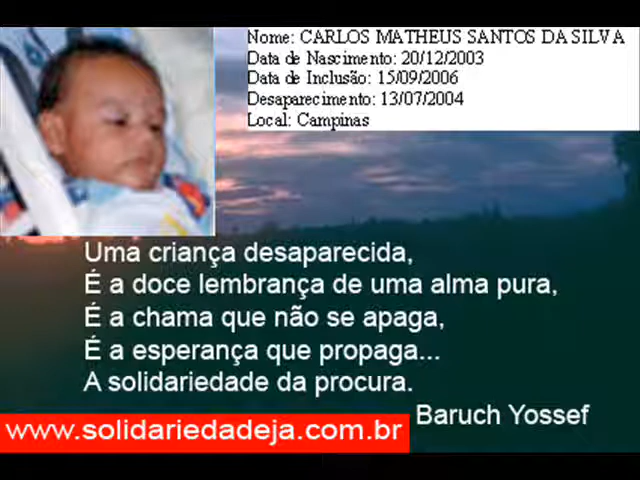 Nome: CARLOS MATHEUS SANTOS DA SILVA
Data de Nascimento: 20/12/2003
Data de Inclusão: 15/09/2006
Desaparecimento: 13/07/2004
Local: Campinas
Uma criança desaparecida,
É a doce lembrança de uma alma pura,
É a chama que não se apaga,
É a esperança que propaga...
A solidariedade da procura.
Baruch Yossef
www.solidariedadeja.com.br